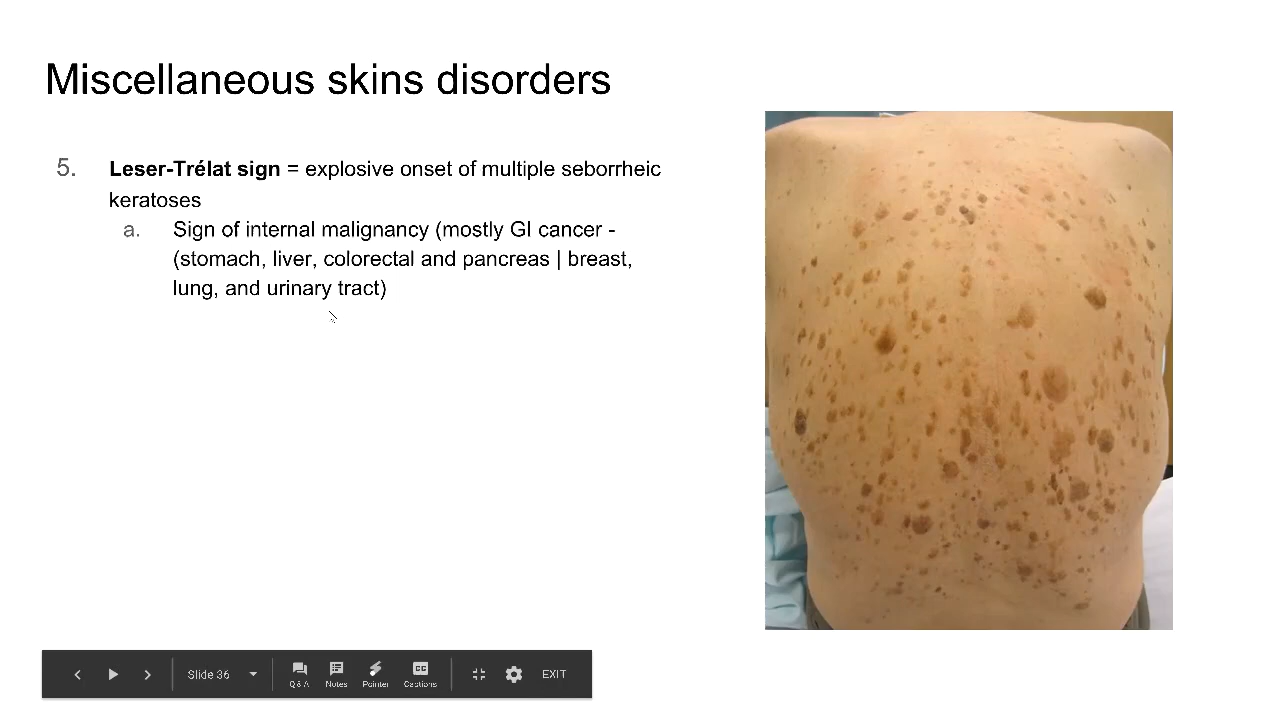 Miscellaneous skins disorders
5. Leser-Trélat sign = explosive onset of multiple seborrheic
keratoses
a. Sign of internal malignancy (mostly GI cancer -
(stomach, liver, colorectal and pancreas | breast,
lung, and urinary tract)
Slide 36
Q & A Notes Pointer CC Captions EXIT